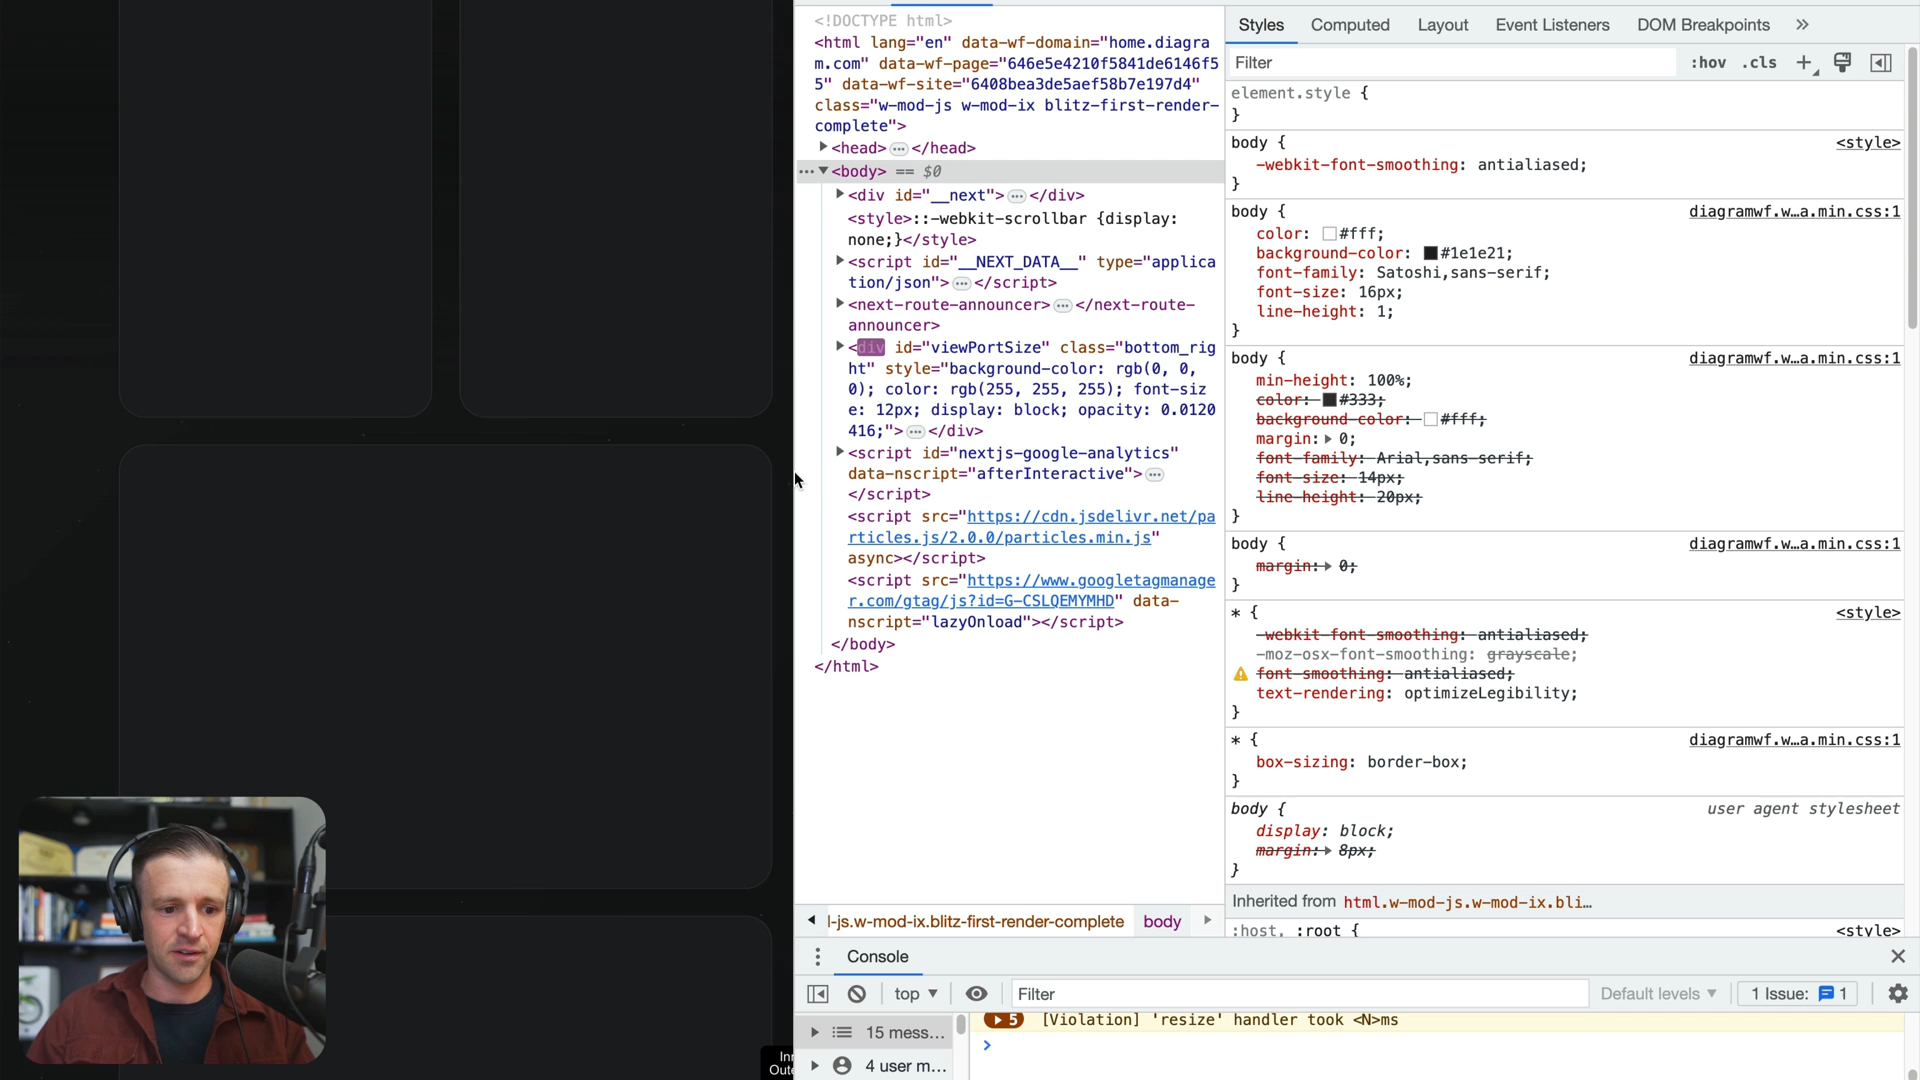 <!DOCTYPE html>
<html lang="en" data-wf-domain="home.diagra
m.com" data-wf-page="646e5e4210f5841de6146f5
5" data-wf-site="6408bea3de5aef58b7e197d4"
class="w-mod-js w-mod-ix blitz-first-render-
complete">
<head> … </head>
… <body> == $0
<div id="__next"> … </div>
<style>::-webkit-scrollbar {display:
none;}</style>
<script id="__NEXT_DATA__" type="applica
tion/json"> … </script>
<next-route-announcer> … </next-route-
announcer>
<div id="viewPortSize" class="bottom_rig
ht" style="background-color: rgb(0, 0,
0); color: rgb(255, 255, 255); font-siz
e: 12px; display: block; opacity: 0.0120
416;"> … </div>
<script id="nextjs-google-analytics"
data-nscript="afterInteractive"> …
</script>
<script src="https://cdn.jsdelivr.net/pa
rticles.js/2.0.0/particles.min.js"
async></script>
<script src="https://www.googletagmanage
r.com/gtag/js?id=G-CSLQEMYMHD" data-
nscript="lazyOnload"></script>
</body>
</html>
l-js.w-mod-ix.blitz-first-render-complete body
Styles Computed Layout Event Listeners DOM Breakpoints »
Filter :hov .cls +
element.style {
}
body { <style>
-webkit-font-smoothing: antialiased;
}
body { diagramwf.w…a.min.css:1
color: #fff;
background-color: #1e1e21;
font-family: Satoshi,sans-serif;
font-size: 16px;
line-height: 1;
}
body { diagramwf.w…a.min.css:1
min-height: 100%;
color: #333;
background-color: #fff;
margin: 0;
font-family: Arial,sans-serif;
font-size: 14px;
line-height: 20px;
}
body { diagramwf.w…a.min.css:1
margin: 0;
}
* { <style>
-webkit-font-smoothing: antialiased;
-moz-osx-font-smoothing: grayscale;
font-smoothing: antialiased;
text-rendering: optimizeLegibility;
}
* { diagramwf.w…a.min.css:1
box-sizing: border-box;
}
body { user agent stylesheet
display: block;
margin: 8px;
}
Inherited from html.w-mod-js.w-mod-ix.bli…
:host, :root { <style>
Console
top Filter Default levels 1 Issue: 1
15 mess…
4 user m…
5 [Violation] 'resize' handler took <N>ms